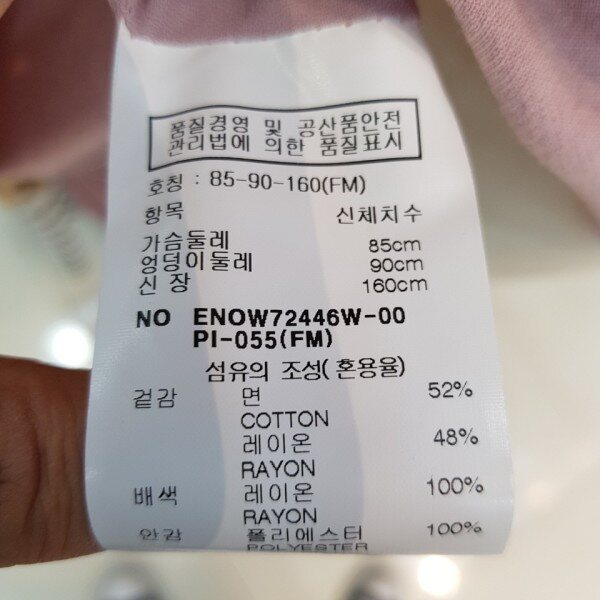 품질경영 및 공산품안전
관리법에 의한 품질표시
호칭 : 85-90-160(FM)
항목 신체치수
가슴둘레 85cm
엉덩이둘레 90cm
신 장 160cm
NO ENOW72446W-00
PI-055(FM)
섬유의 조성( 혼용율)
겉감 면 52%
COTTON
레이온 48%
RAYON
배색 레이온 100%
RAYON
안감 폴리에스터 100%
POLYESTER